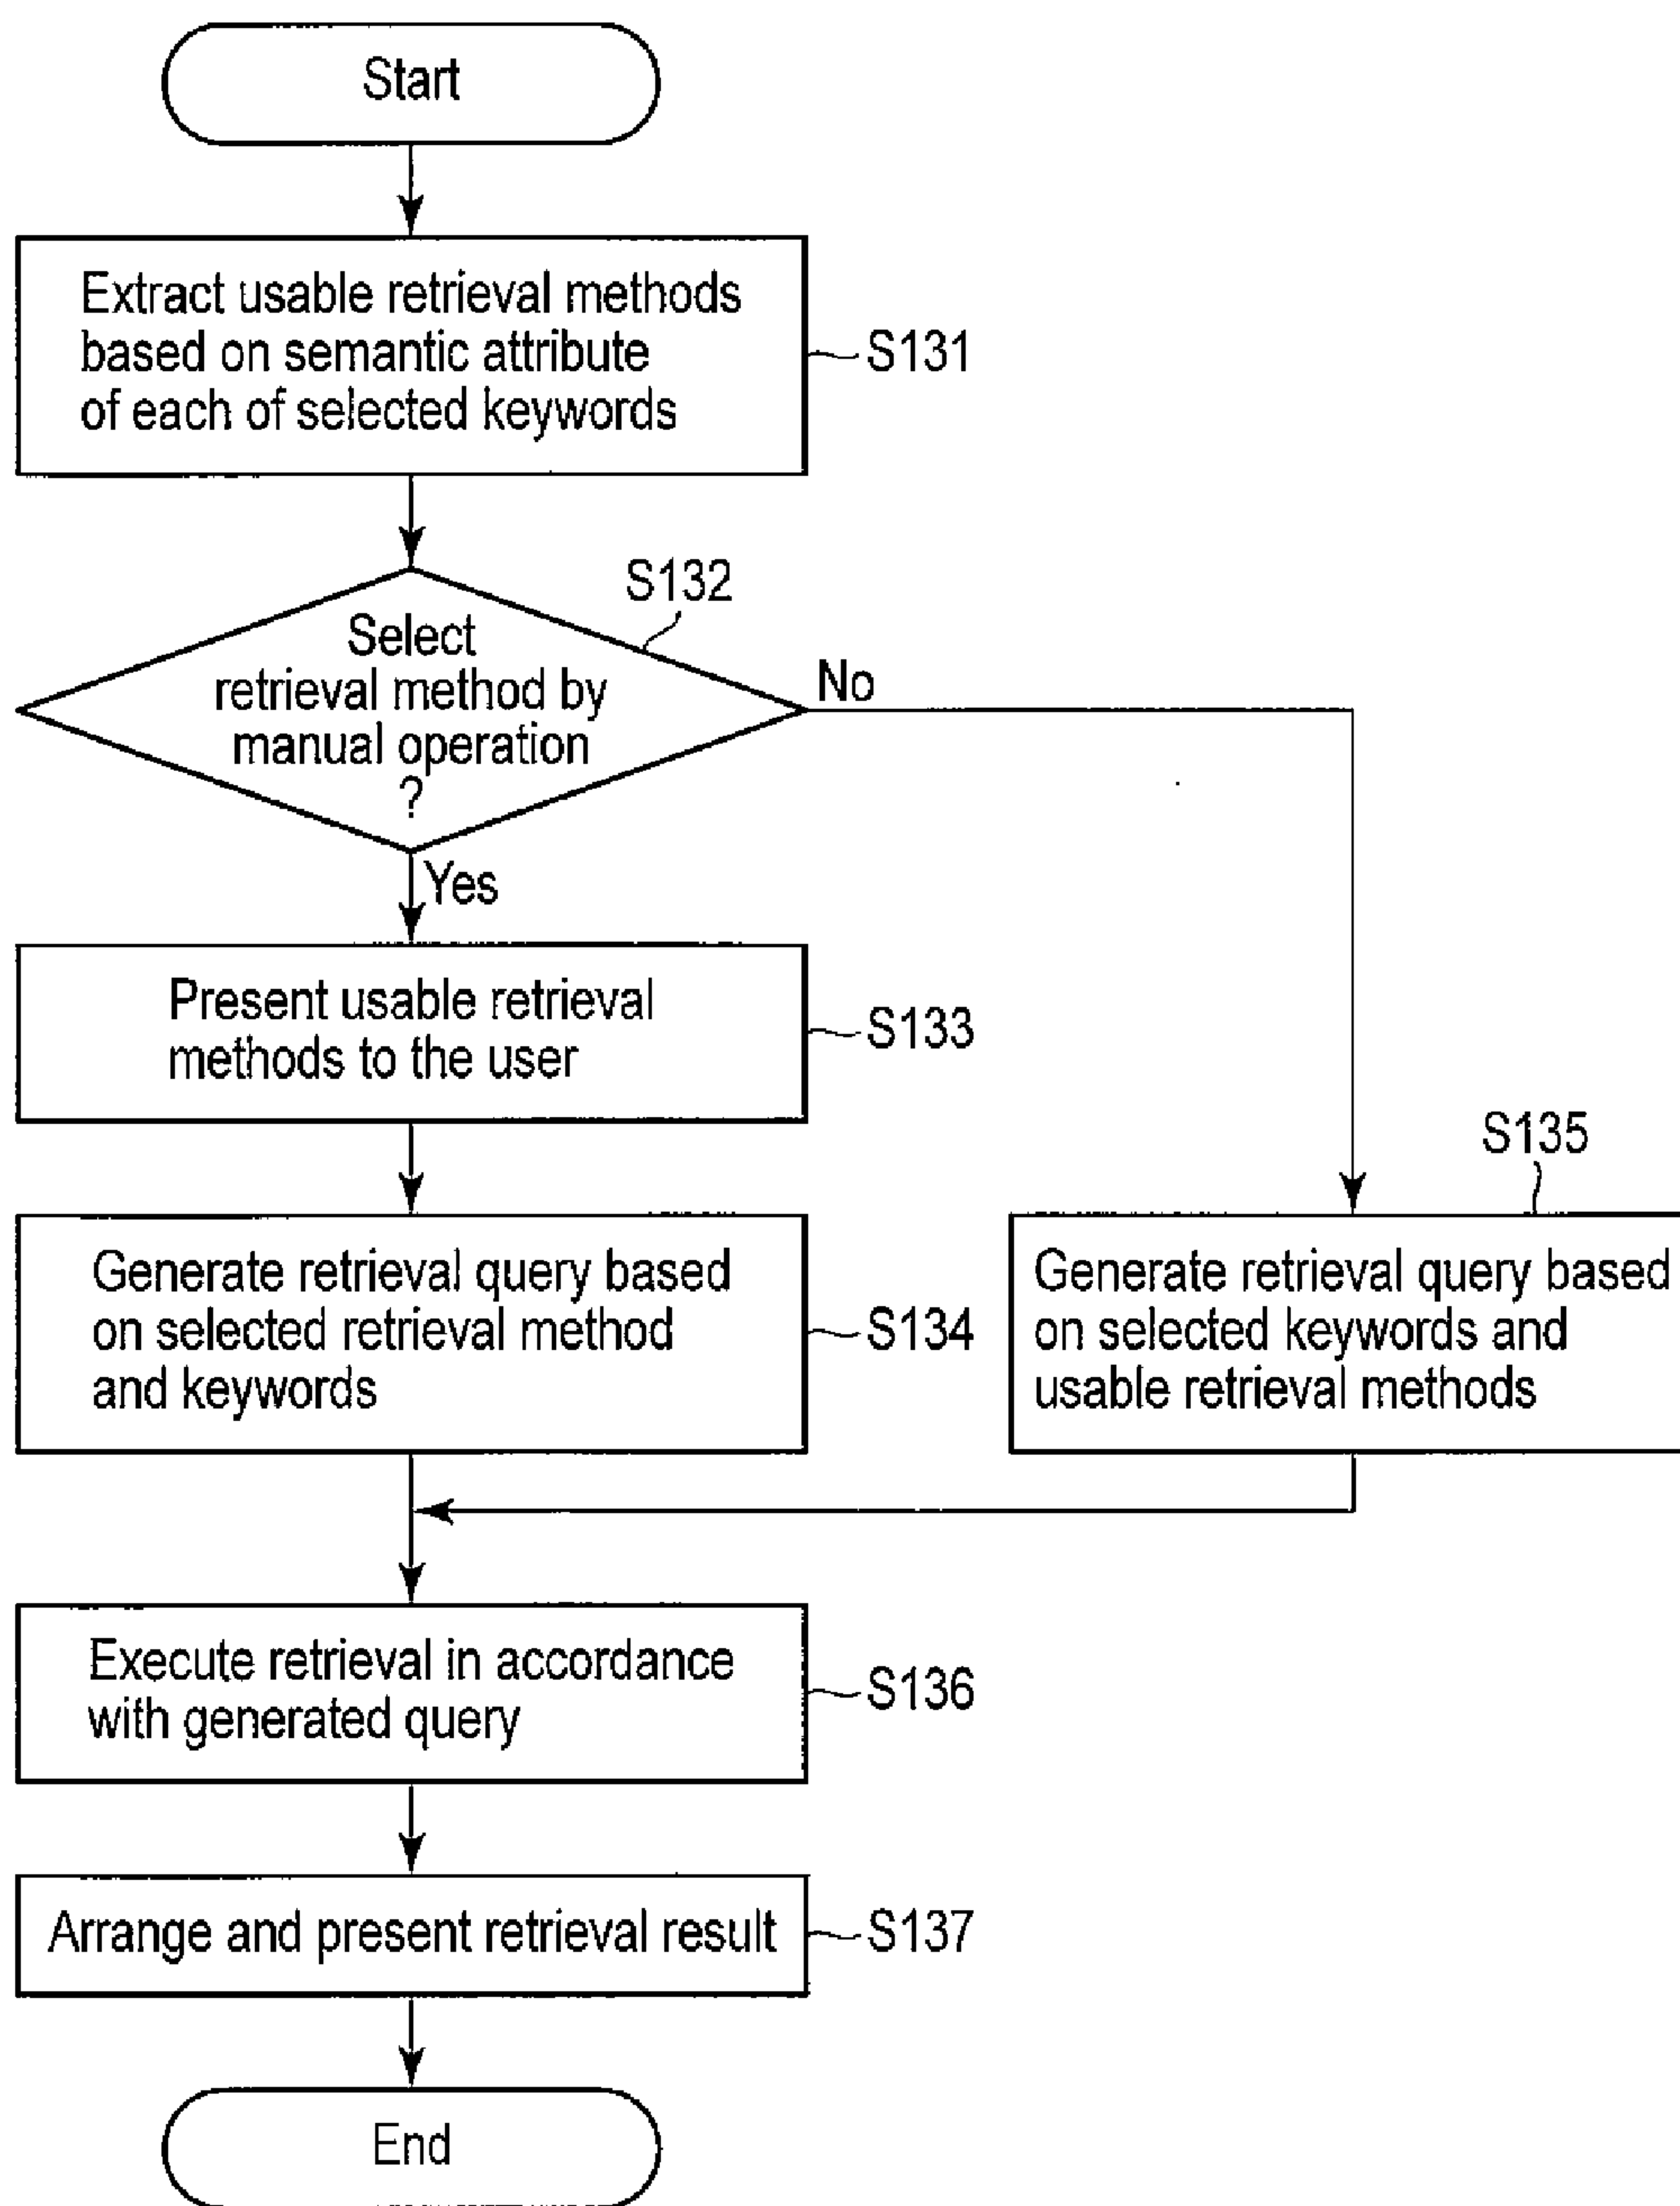 Start
Extract usable retrieval methods
based on semantic attribute
of each of selected keywords
S131
S132
Select
retrieval method by
manual operation
?
No
Yes
Present usable retrieval
methods to the user
S133
S135
Generate retrieval query based
on selected retrieval method
and keywords
S134
Generate retrieval query based
on selected keywords and
usable retrieval methods
Execute retrieval in accordance
with generated query
S136
Arrange and present retrieval result
S137
End